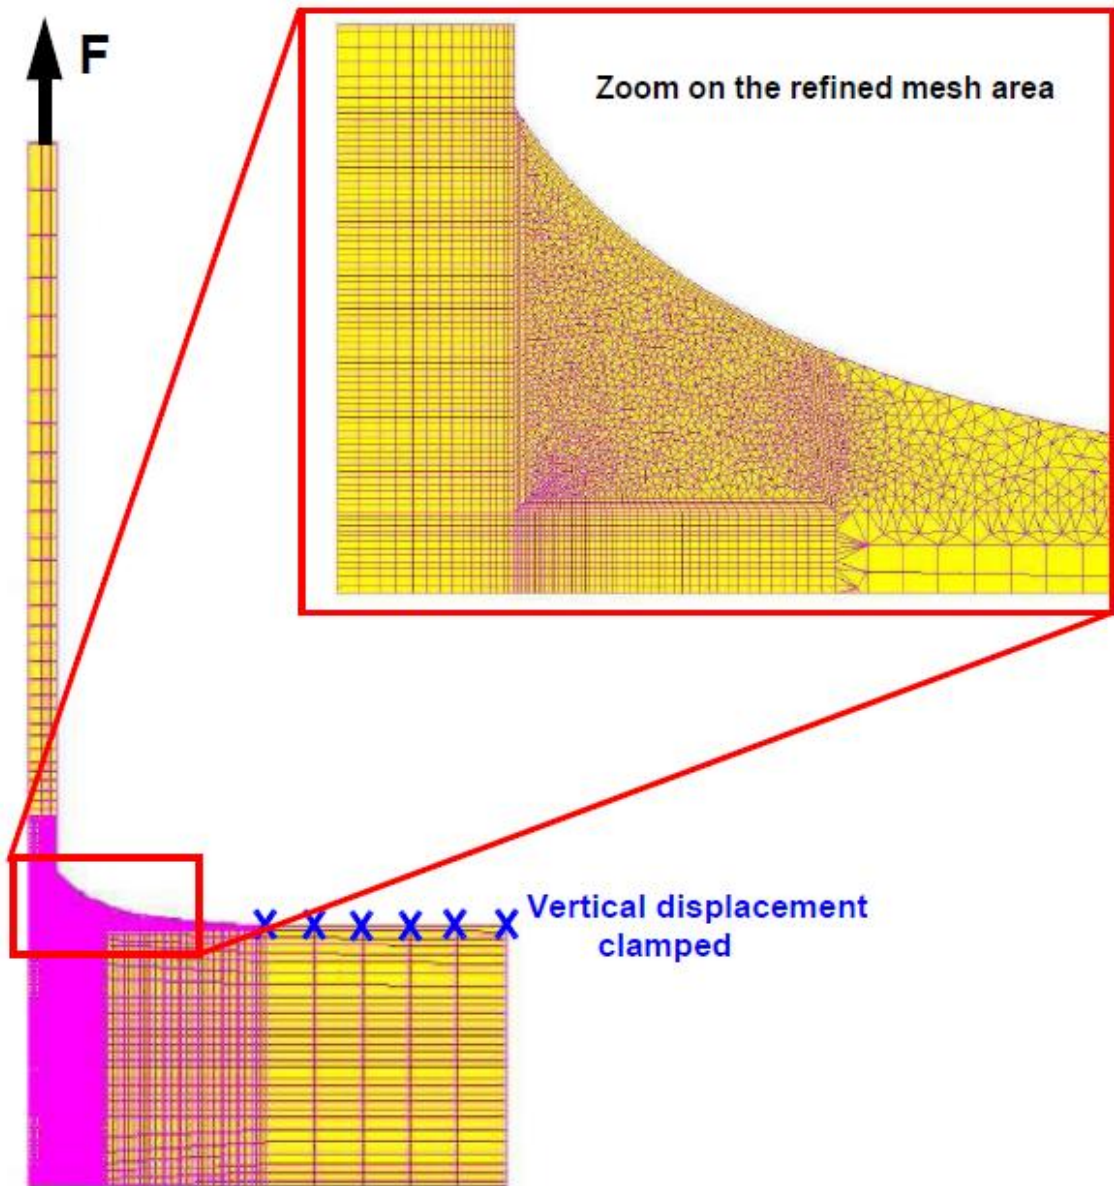 F
Zoom on the refined mesh area
Vertical displacement
clamped